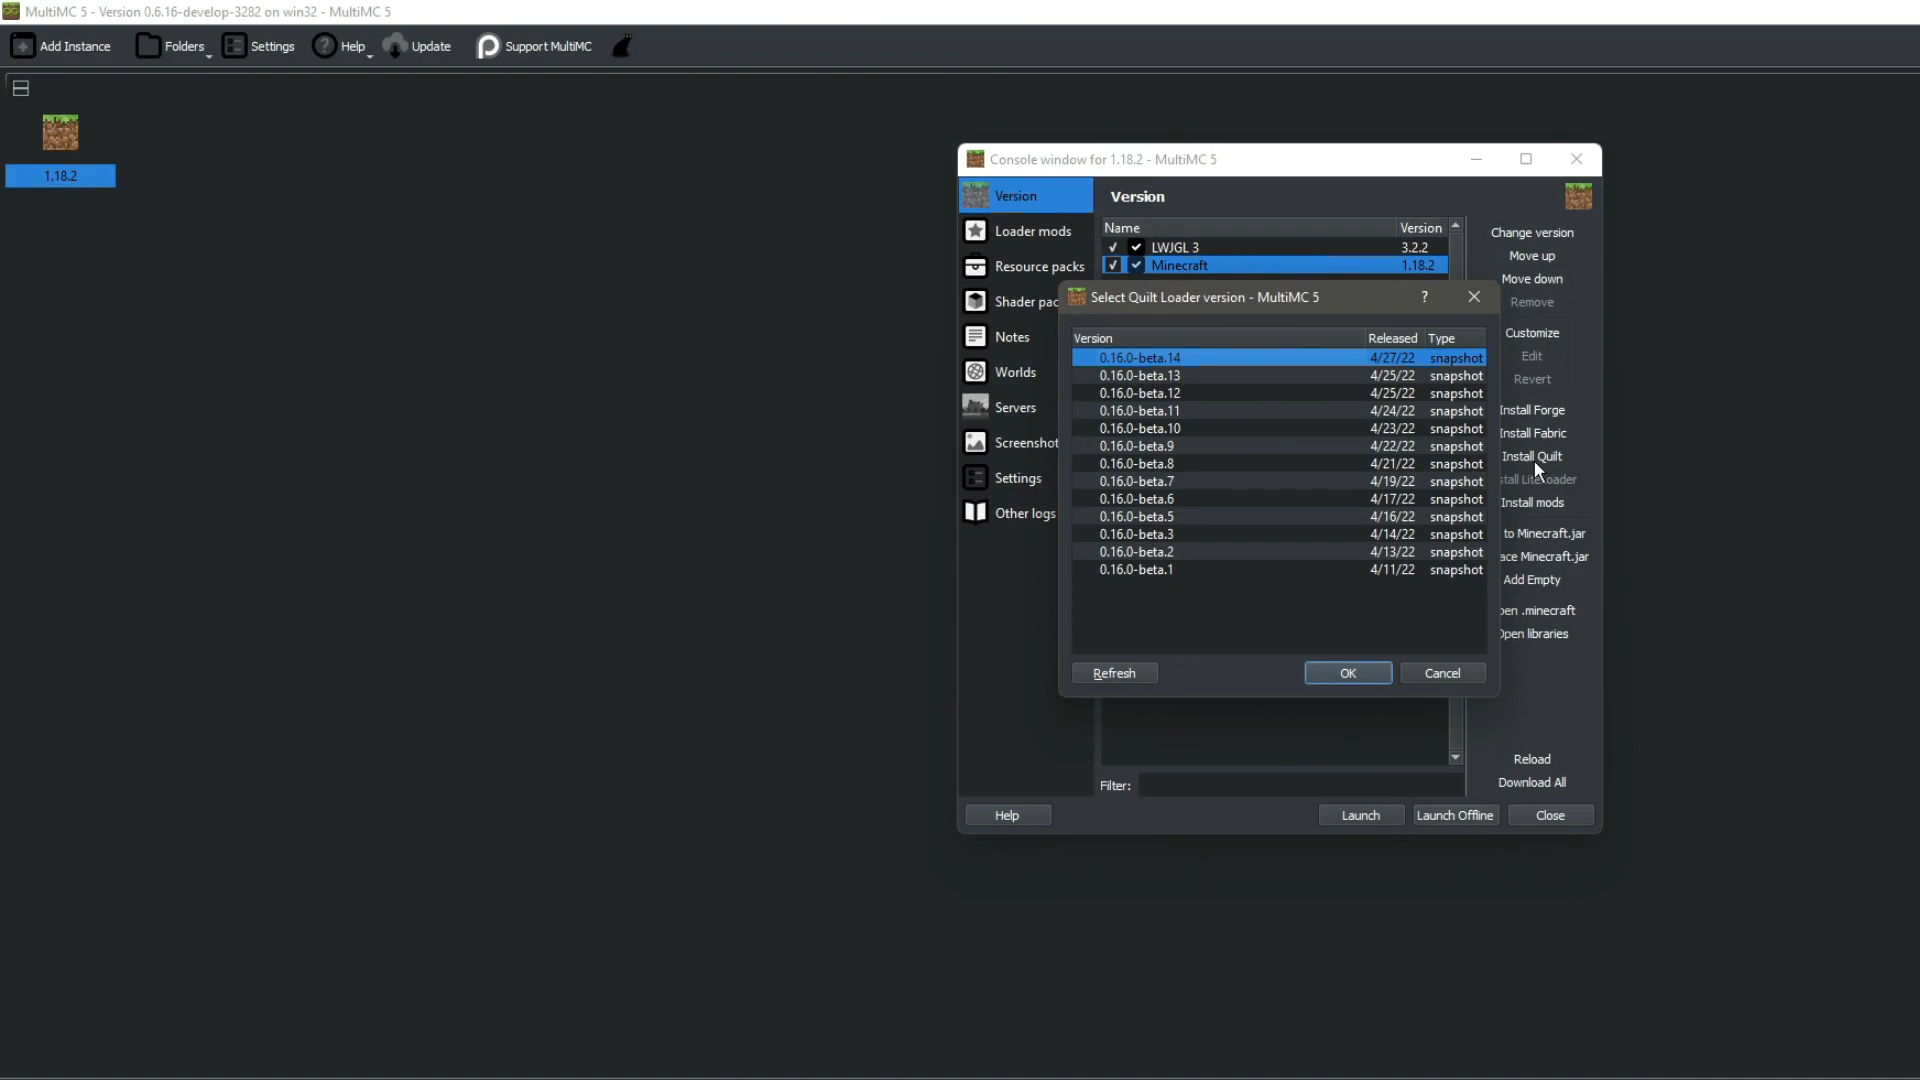 MultiMC 5 - Version 0.6.16-develop-3282 on win32 - MultiMC 5
Add Instance Folders Settings Help Update Support MultiMC
1.18.2
Console window for 1.18.2 - MultiMC 5
Version
Loader mods
Resource packs
Shader pac
Notes
Worlds
Servers
Screenshot
Settings
Other logs
Version
Name Version
LWJGL 3 3.2.2
Minecraft 1.18.2
Select Quilt Loader version - MultiMC 5 ?
Version Released Type
0.16.0-beta.14 4/27/22 snapshot
0.16.0-beta.13 4/25/22 snapshot
0.16.0-beta.12 4/25/22 snapshot
0.16.0-beta.11 4/24/22 snapshot
0.16.0-beta.10 4/23/22 snapshot
0.16.0-beta.9 4/22/22 snapshot
0.16.0-beta.8 4/21/22 snapshot
0.16.0-beta.7 4/19/22 snapshot
0.16.0-beta.6 4/17/22 snapshot
0.16.0-beta.5 4/16/22 snapshot
0.16.0-beta.3 4/14/22 snapshot
0.16.0-beta.2 4/13/22 snapshot
0.16.0-beta.1 4/11/22 snapshot
Refresh OK Cancel
Change version
Move up
Move down
Remove
Customize
Edit
Revert
Install Forge
Install Fabric
Install Quilt
stall Liteloader
Install mods
to Minecraft.jar
ace Minecraft.jar
Add Empty
pen .minecraft
Open libraries
Reload
Download All
Filter:
Help Launch Launch Offline Close